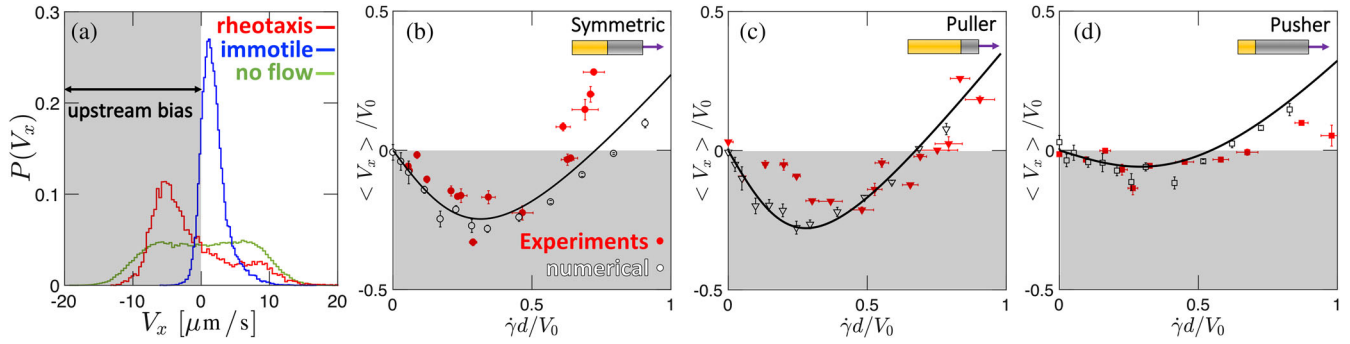 (a)
rheotaxis
immotile
no flow
upstream bias
P(V_x)
0.3
0.2
0.1
0
-20
-10
0
10
20
V_x [μm/s]
(b)
Symmetric
<V_x>/V_0
0.5
0
-0.5
Experiments
numerical
0
0.5
1
γ̇d/V_0
(c)
Puller
<V_x>/V_0
0.5
0
-0.5
0
0.5
1
γ̇d/V_0
(d)
Pusher
<V_x>/V_0
0.5
0
-0.5
0
0.5
1
γ̇d/V_0